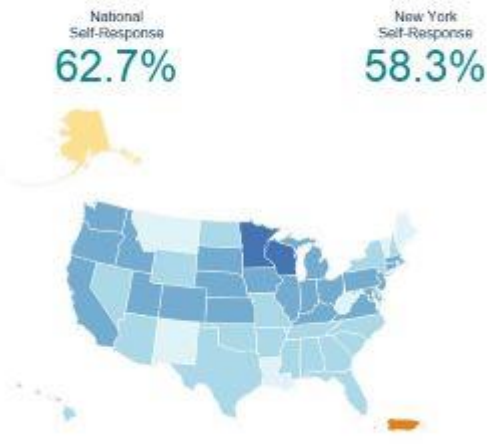 National
Self-Response
62.7%
New York
Self-Response
58.3%